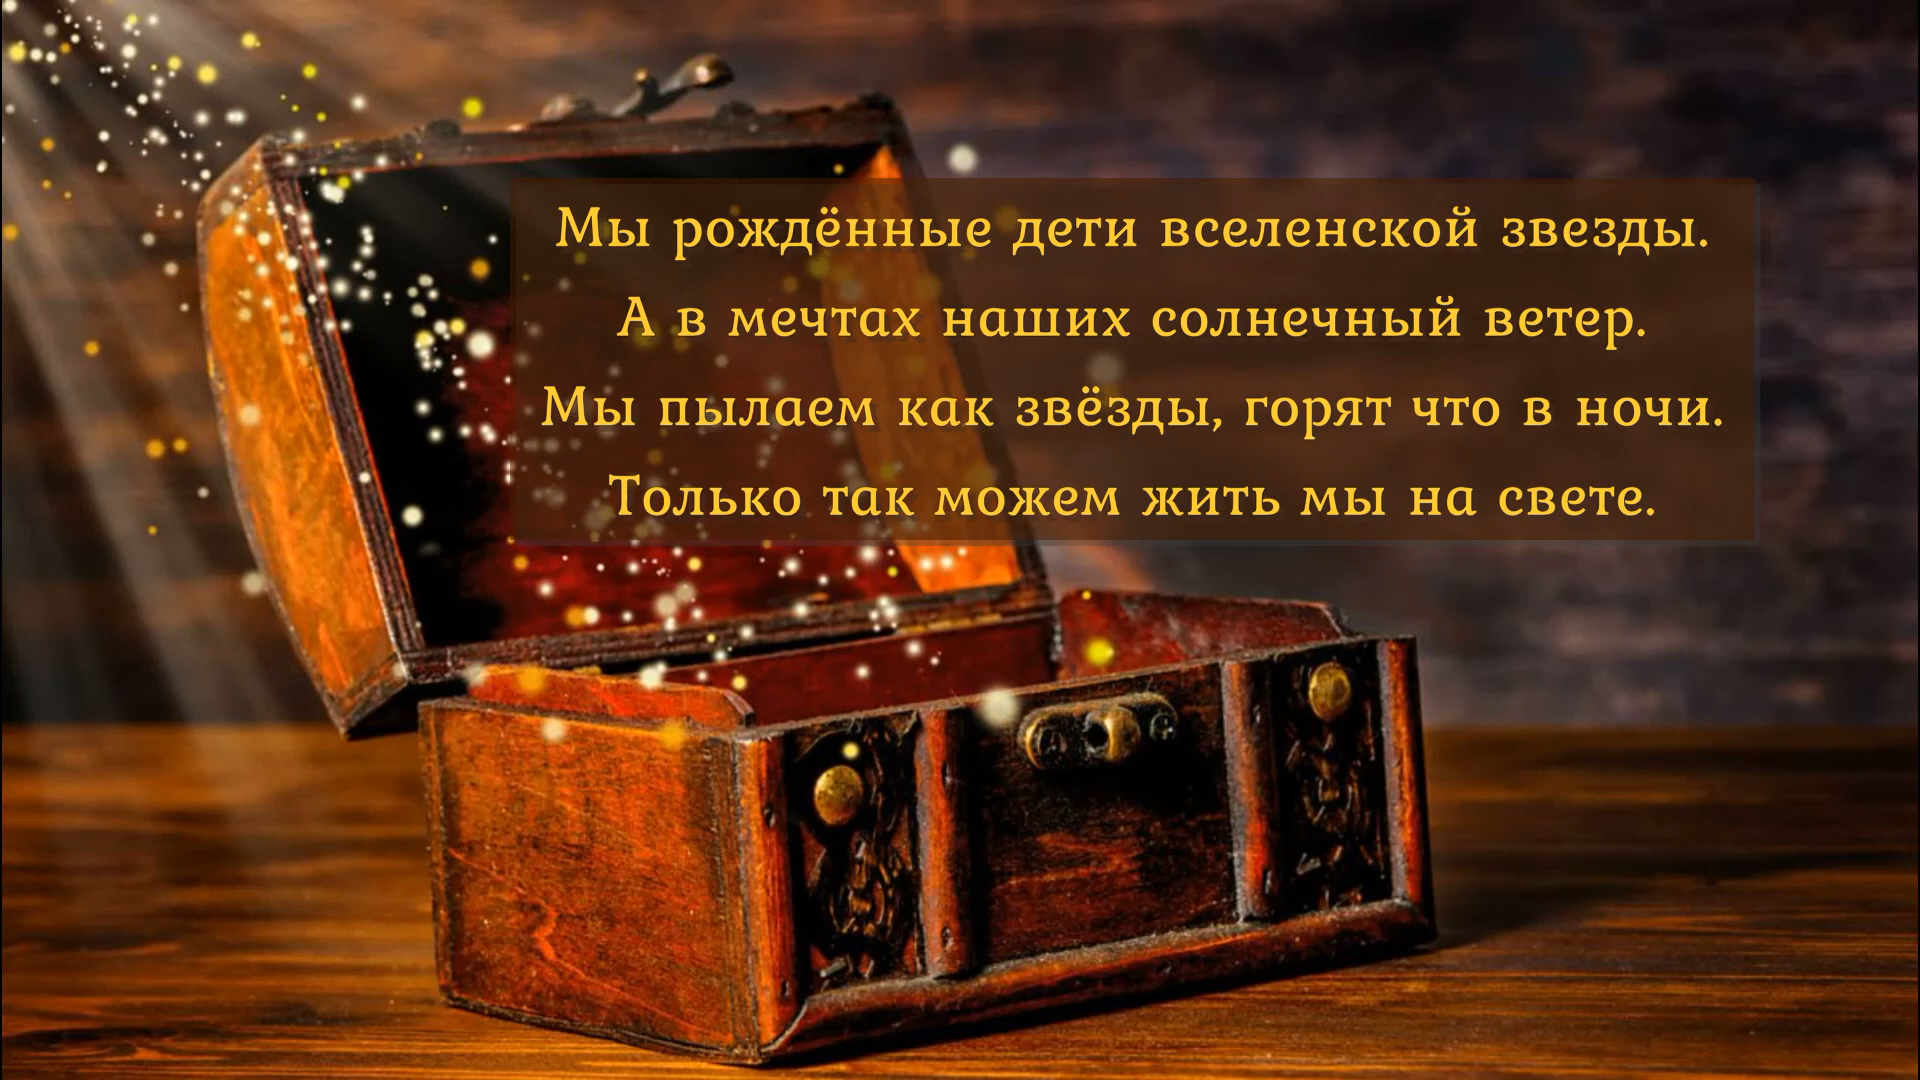 Мы рождённые дети вселенской звезды.
А в мечтах наших солнечный ветер.
Мы пылаем как звёзды, горят что в ночи.
Только так можем жить мы на свете.